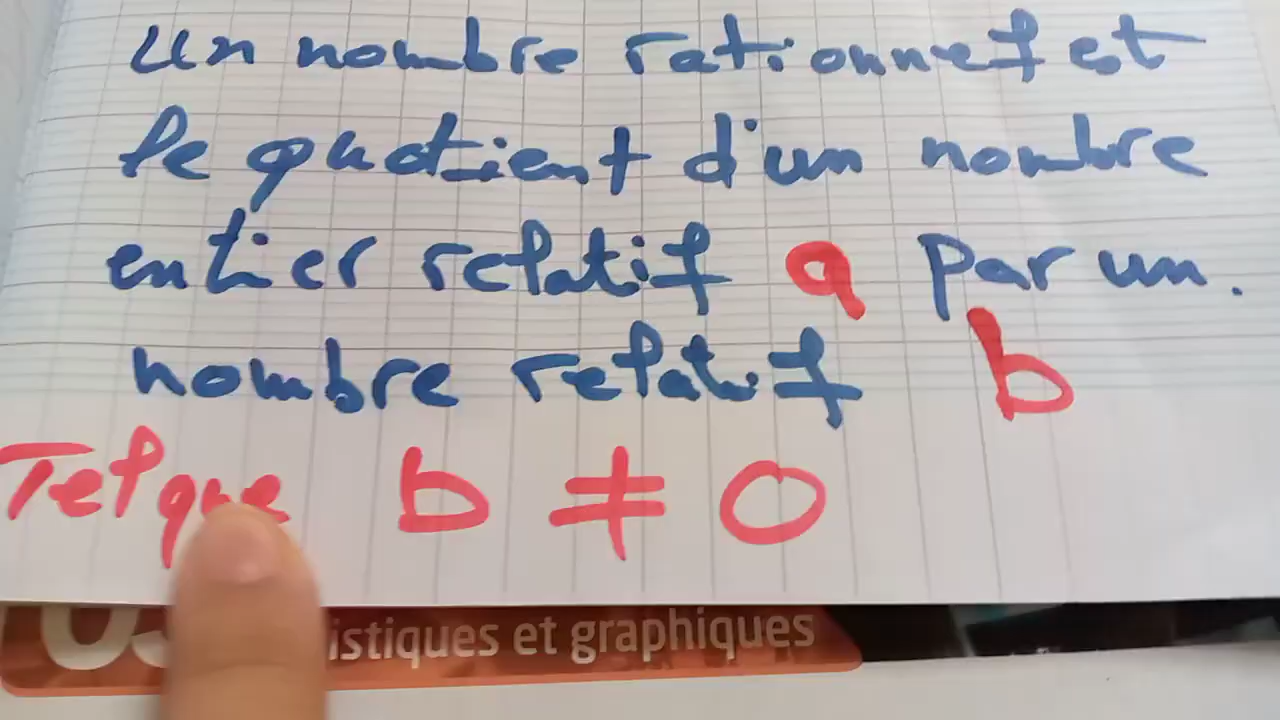 Un nombre rationnel est
le quotient d'un nombre
entier relatif a par un.
nombre relatif b
Tel que b ≠ 0
istiques et graphiques